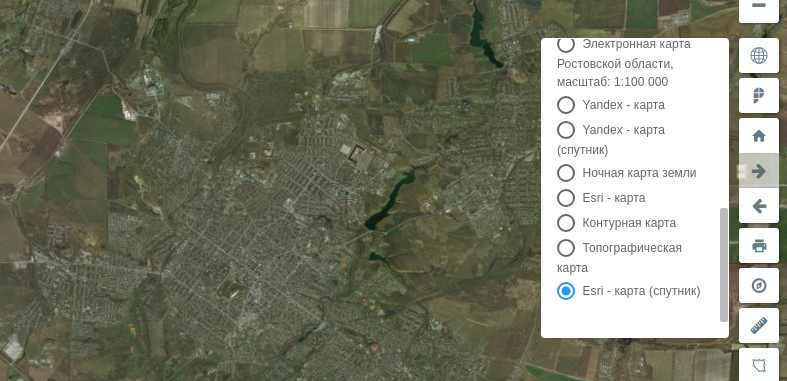 Электронная карта
Ростовской области,
масштаб: 1:100 000
Yandex - карта
Yandex - карта
(спутник)
Ночная карта земли
Esri - карта
Контурная карта
Топографическая
карта
Esri - карта (спутник)